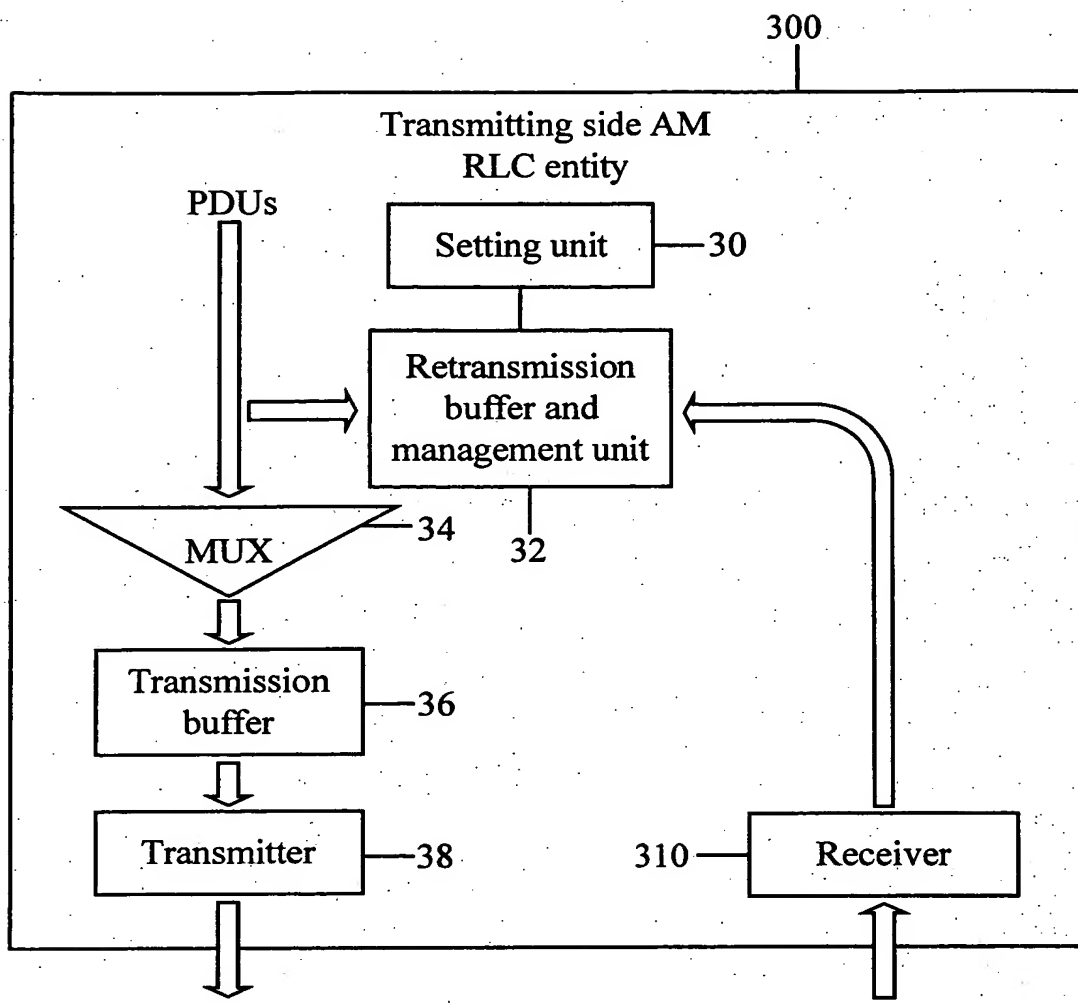 300
Transmitting side AM
RLC entity
PDUs
Setting unit
30
Retransmission
buffer and
management unit
32
MUX
34
Transmission
buffer
36
Transmitter
38
310
Receiver